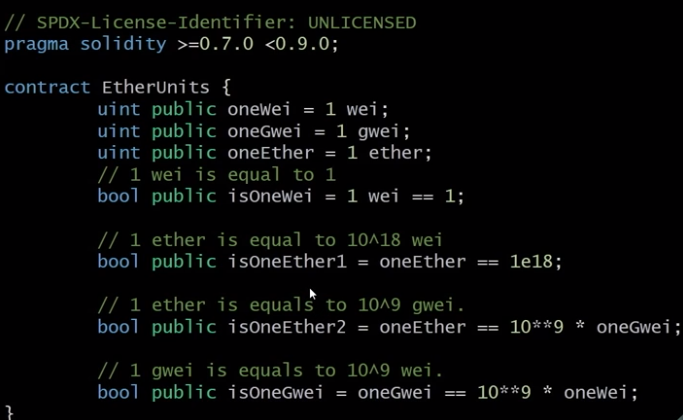 // SPDX-License-Identifier: UNLICENSED
pragma solidity >=0.7.0 <0.9.0;
contract EtherUnits {
uint public oneWei = 1 wei;
uint public oneGwei = 1 gwei;
uint public oneEther = 1 ether;
// 1 wei is equal to 1
bool public isOneWei = 1 wei == 1;
// 1 ether is equal to 10^18 wei
bool public isOneEther1 = oneEther == 1e18;
// 1 ether is equals to 10^9 gwei.
bool public isOneEther2 = oneEther == 10**9 * oneGwei;
// 1 gwei is equals to 10^9 wei.
bool public isOneGwei = oneGwei == 10**9 * oneWei;
}